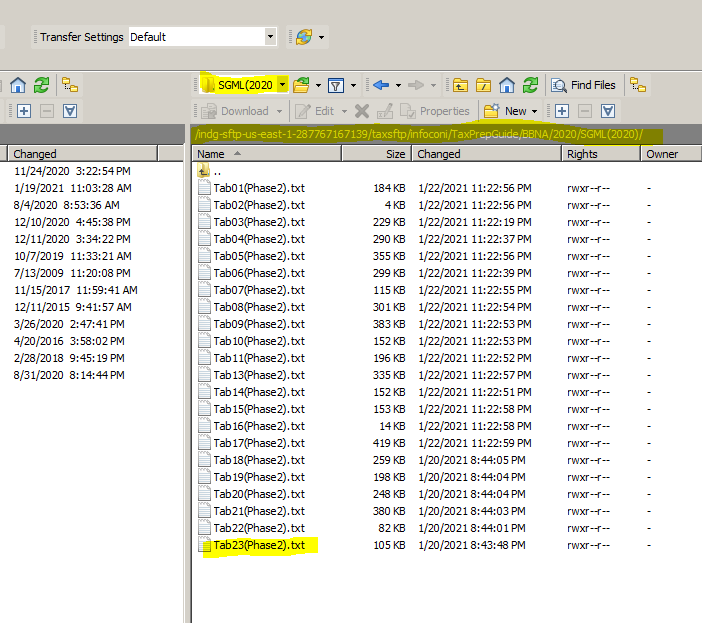 Transfer Settings Default
SGML(2020
Find Files
Download Edit Properties New
/indg-sftp-us-east-1-287767167139/taxsftp/infoconi/TaxPrepGuide/BBNA/2020/SGML(2020)/
Changed
11/24/2020 3:22:54 PM
1/19/2021 11:03:28 AM
8/4/2020 8:53:36 AM
12/10/2020 4:45:38 PM
12/11/2020 3:34:22 PM
10/7/2019 11:33:21 AM
7/13/2009 11:20:08 PM
11/15/2017 11:59:41 AM
12/11/2015 9:41:57 AM
3/26/2020 2:47:41 PM
4/20/2016 3:58:02 PM
2/28/2018 9:45:19 PM
8/31/2020 8:14:44 PM
Name Size Changed Rights Owner
..
Tab01(Phase2).txt 184 KB 1/22/2021 11:22:56 PM rwxr--r-- -
Tab02(Phase2).txt 4 KB 1/22/2021 11:22:56 PM rwxr--r-- -
Tab03(Phase2).txt 229 KB 1/22/2021 11:22:19 PM rwxr--r-- -
Tab04(Phase2).txt 290 KB 1/22/2021 11:22:37 PM rwxr--r-- -
Tab05(Phase2).txt 355 KB 1/22/2021 11:22:56 PM rwxr--r-- -
Tab06(Phase2).txt 299 KB 1/22/2021 11:22:39 PM rwxr--r-- -
Tab07(Phase2).txt 115 KB 1/22/2021 11:22:55 PM rwxr--r-- -
Tab08(Phase2).txt 301 KB 1/22/2021 11:22:54 PM rwxr--r-- -
Tab09(Phase2).txt 383 KB 1/22/2021 11:22:53 PM rwxr--r-- -
Tab10(Phase2).txt 152 KB 1/22/2021 11:22:53 PM rwxr--r-- -
Tab11(Phase2).txt 196 KB 1/22/2021 11:22:52 PM rwxr--r-- -
Tab13(Phase2).txt 335 KB 1/22/2021 11:22:57 PM rwxr--r-- -
Tab14(Phase2).txt 152 KB 1/22/2021 11:22:51 PM rwxr--r-- -
Tab15(Phase2).txt 153 KB 1/22/2021 11:22:58 PM rwxr--r-- -
Tab16(Phase2).txt 14 KB 1/22/2021 11:22:58 PM rwxr--r-- -
Tab17(Phase2).txt 419 KB 1/22/2021 11:22:59 PM rwxr--r-- -
Tab18(Phase2).txt 259 KB 1/20/2021 8:44:05 PM rwxr--r-- -
Tab19(Phase2).txt 198 KB 1/20/2021 8:44:04 PM rwxr--r-- -
Tab20(Phase2).txt 248 KB 1/20/2021 8:44:04 PM rwxr--r-- -
Tab21(Phase2).txt 380 KB 1/20/2021 8:44:03 PM rwxr--r-- -
Tab22(Phase2).txt 82 KB 1/20/2021 8:44:01 PM rwxr--r-- -
Tab23(Phase2).txt 105 KB 1/20/2021 8:43:48 PM rwxr--r-- -